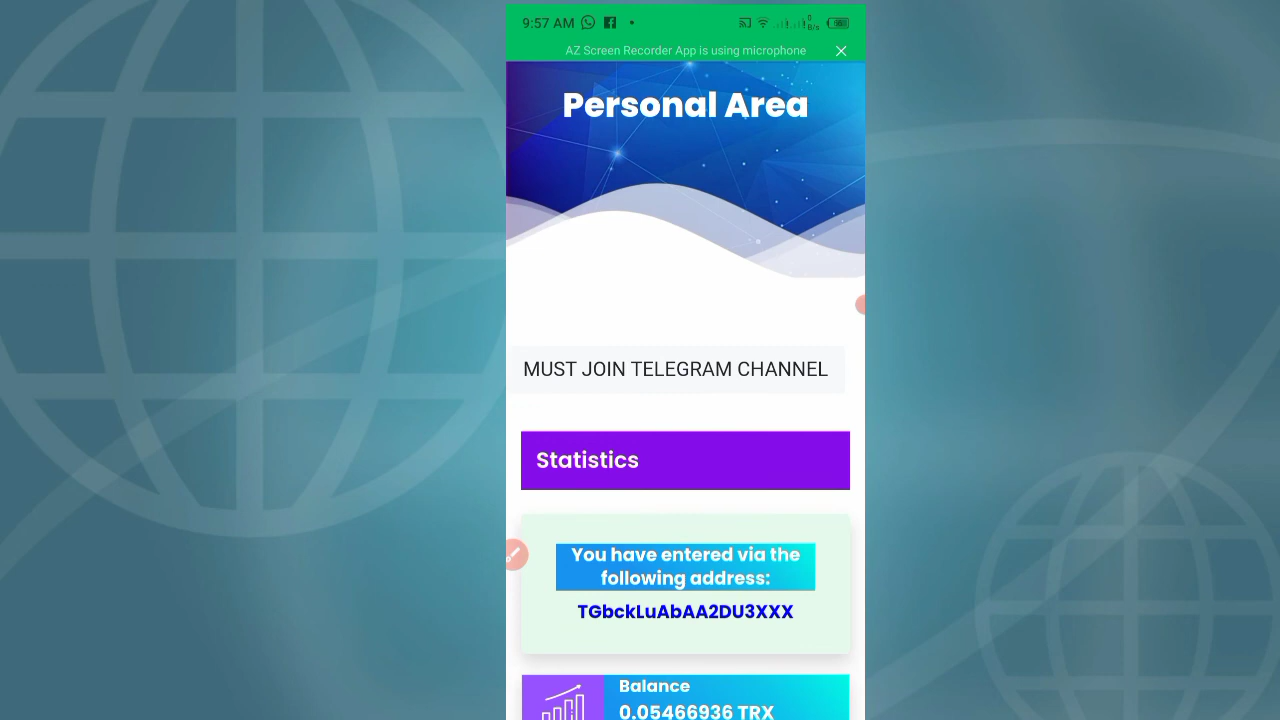 9:57 AM
0 B/s
AZ Screen Recorder App is using microphone
Personal Area
MUST JOIN TELEGRAM CHANNEL
Statistics
You have entered via the
following address:
TGbckLuAbAA2DU3XXX
Balance
0.05466936 TRX